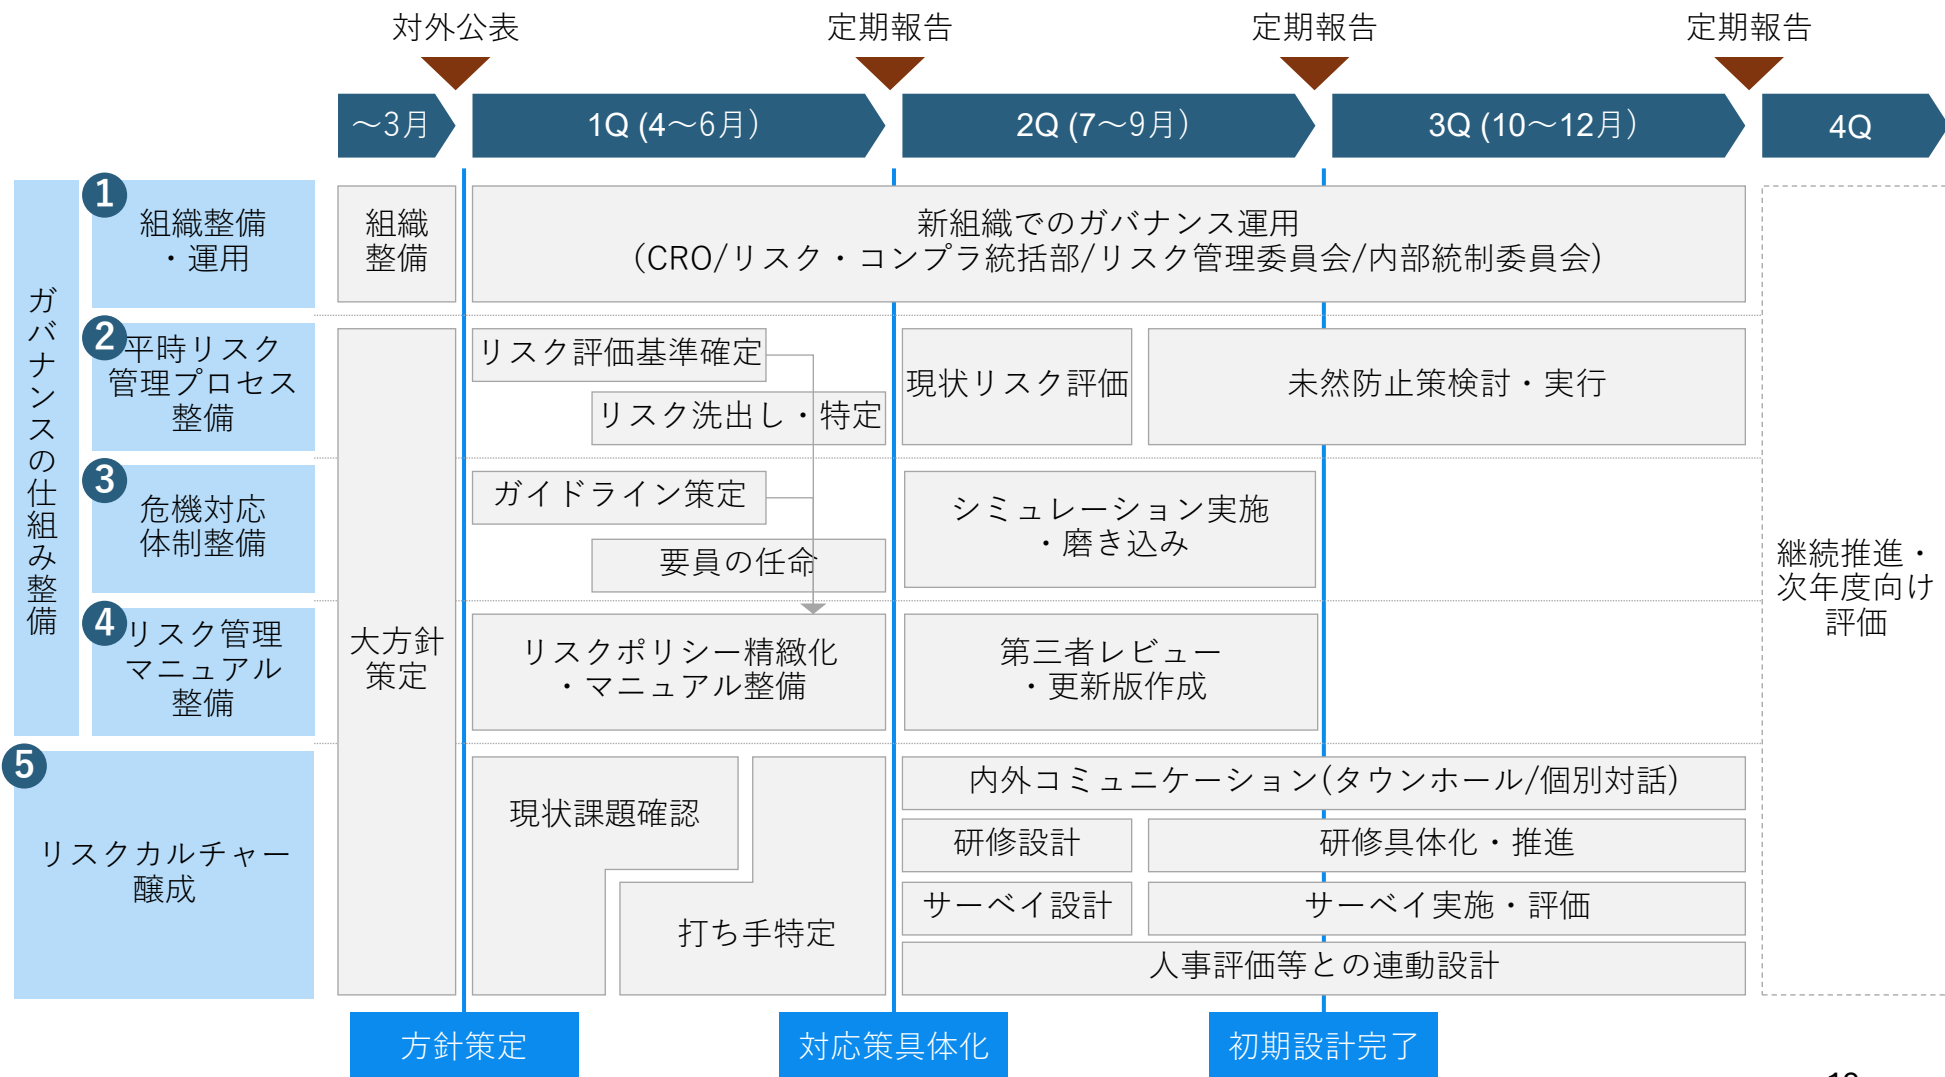 対外公表
定期報告
定期報告
定期報告
～3月
1Q (4～6月)
2Q (7～9月)
3Q (10～12月)
4Q
ガバナンスの仕組み整備
1
組織整備
・運用
組織
整備
新組織でのガバナンス運用
(CRO/リスク・コンプラ統括部/リスク管理委員会/内部統制委員会)
2
平時リスク
管理プロセス
整備
大方針
策定
リスク評価基準確定
リスク洗出し・特定
現状リスク評価
未然防止策検討・実行
3
危機対応
体制整備
ガイドライン策定
要員の任命
シミュレーション実施
・磨き込み
4
リスク管理
マニュアル
整備
リスクポリシー精緻化
・マニュアル整備
第三者レビュー
・更新版作成
継続推進・
次年度向け
評価
5
リスクカルチャー
醸成
現状課題確認
打ち手特定
内外コミュニケーション(タウンホール/個別対話)
研修設計
研修具体化・推進
サーベイ設計
サーベイ実施・評価
人事評価等との連動設計
方針策定
対応策具体化
初期設計完了